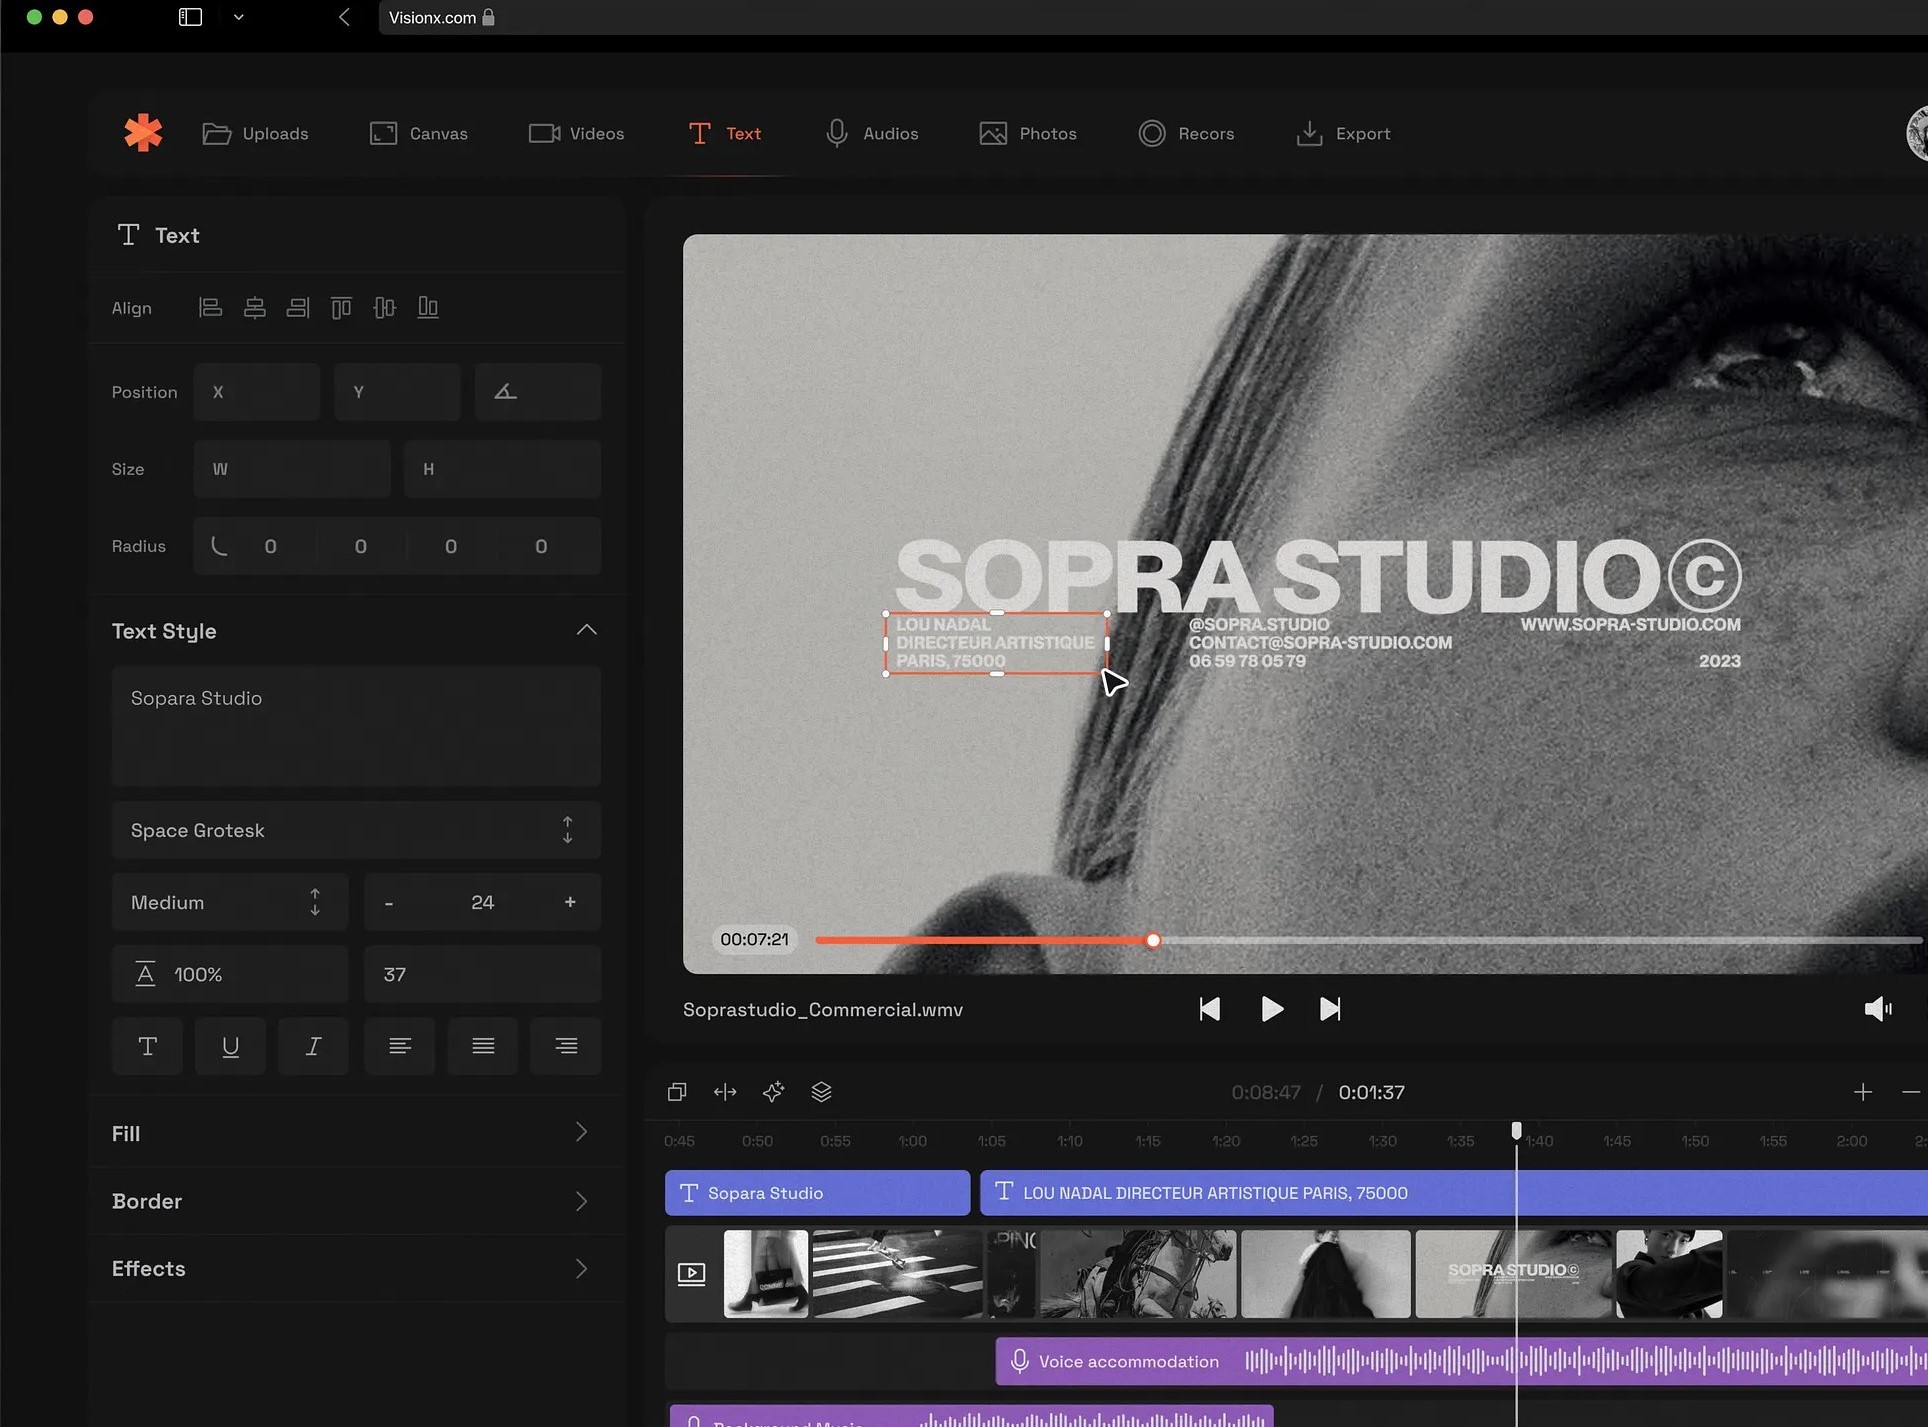 Visionx.com
Uploads
Canvas
Videos
Text
Audios
Photos
Recors
Export
Text
Align
Position
X
Y
Size
W
H
Radius
0
0
0
0
Text Style
Sopara Studio
Space Grotesk
Medium
-
24
+
100%
37
Fill
Border
Effects
SOPRA STUDIO©
LOU NADAL
DIRECTEUR ARTISTIQUE
PARIS, 75000
@SOPRA.STUDIO
CONTACT@SOPRA-STUDIO.COM
06 59 78 05 79
WWW.SOPRA-STUDIO.COM
2023
00:07:21
Soprastudio_Commercial.wmv
0:08:47 / 0:01:37
0:45 0:50 0:55 1:00 1:05 1:10 1:15 1:20 1:25 1:30 1:35 1:40 1:45 1:50 1:55 2:00
Sopara Studio
LOU NADAL DIRECTEUR ARTISTIQUE PARIS, 75000
SOPRA STUDIO©
Voice accommodation
Background Music